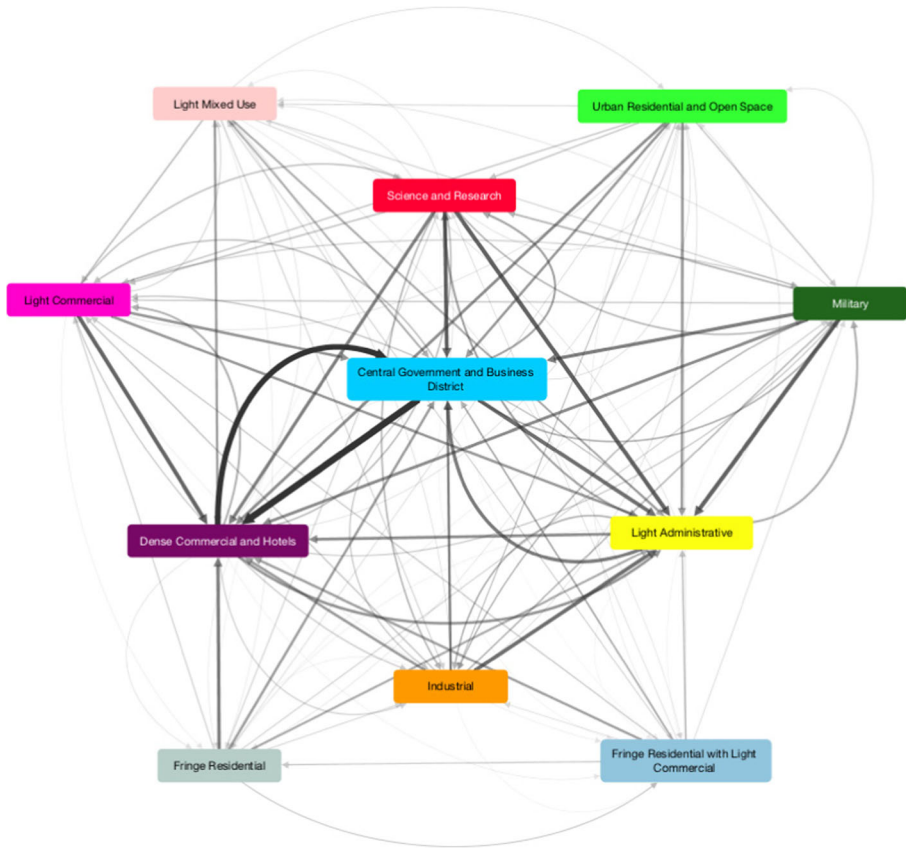 Light Mixed Use
Urban Residential and Open Space
Science and Research
Light Commercial
Military
Central Government and Business
District
Light Administrative
Dense Commercial and Hotels
Industrial
Fringe Residential
Fringe Residential with Light
Commercial